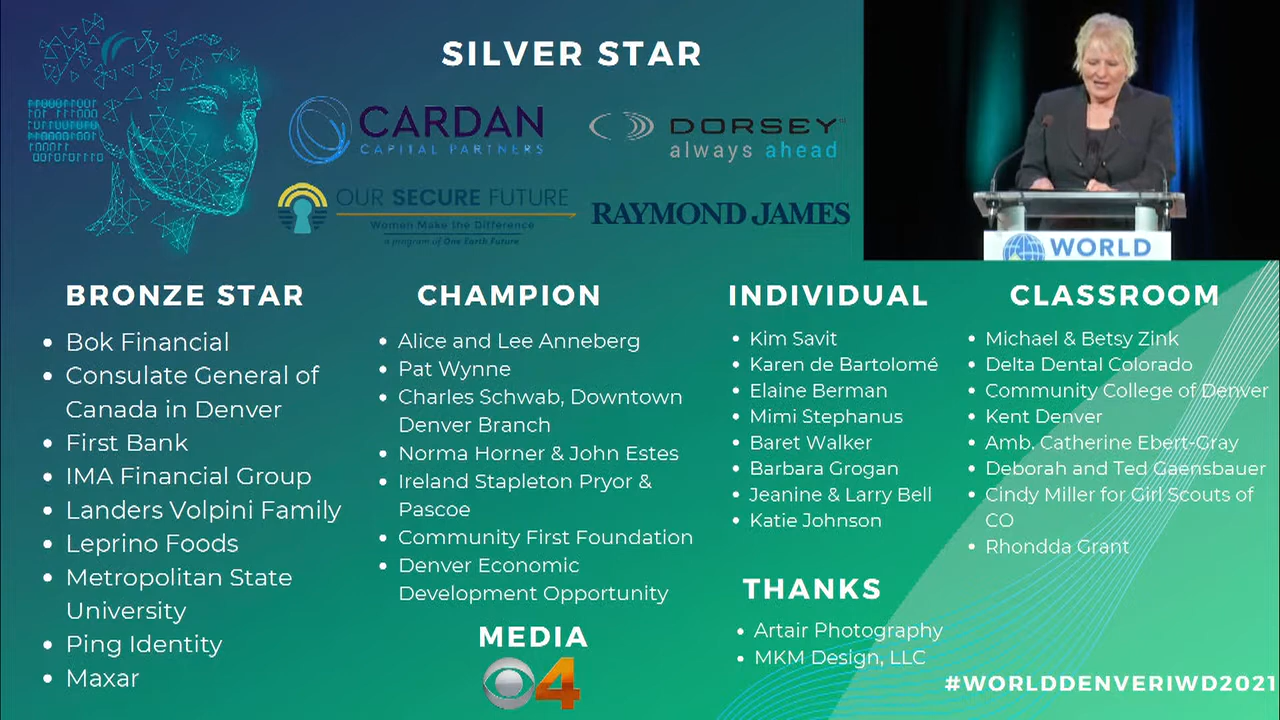 SILVER STAR
CARDAN
CAPITAL PARTNERS
DORSEY
always ahead
OUR SECURE FUTURE
Women Make the Difference
a program of One Earth Future
RAYMOND JAMES
WORLD
BRONZE STAR
• Bok Financial
• Consulate General of
Canada in Denver
• First Bank
• IMA Financial Group
• Landers Volpini Family
• Leprino Foods
• Metropolitan State
University
• Ping Identity
• Maxar
CHAMPION
• Alice and Lee Anneberg
• Pat Wynne
• Charles Schwab, Downtown
Denver Branch
• Norma Horner & John Estes
• Ireland Stapleton Pryor &
Pascoe
• Community First Foundation
• Denver Economic
Development Opportunity
MEDIA
4
INDIVIDUAL
• Kim Savit
• Karen de Bartolomé
• Elaine Berman
• Mimi Stephanus
• Baret Walker
• Barbara Grogan
• Jeanine & Larry Bell
• Katie Johnson
THANKS
• Artair Photography
• MKM Design, LLC
CLASSROOM
• Michael & Betsy Zink
• Delta Dental Colorado
• Community College of Denver
• Kent Denver
• Amb. Catherine Ebert-Gray
• Deborah and Ted Gaensbauer
• Cindy Miller for Girl Scouts of
CO
• Rhondda Grant
#WORLDDENVERIWD2021